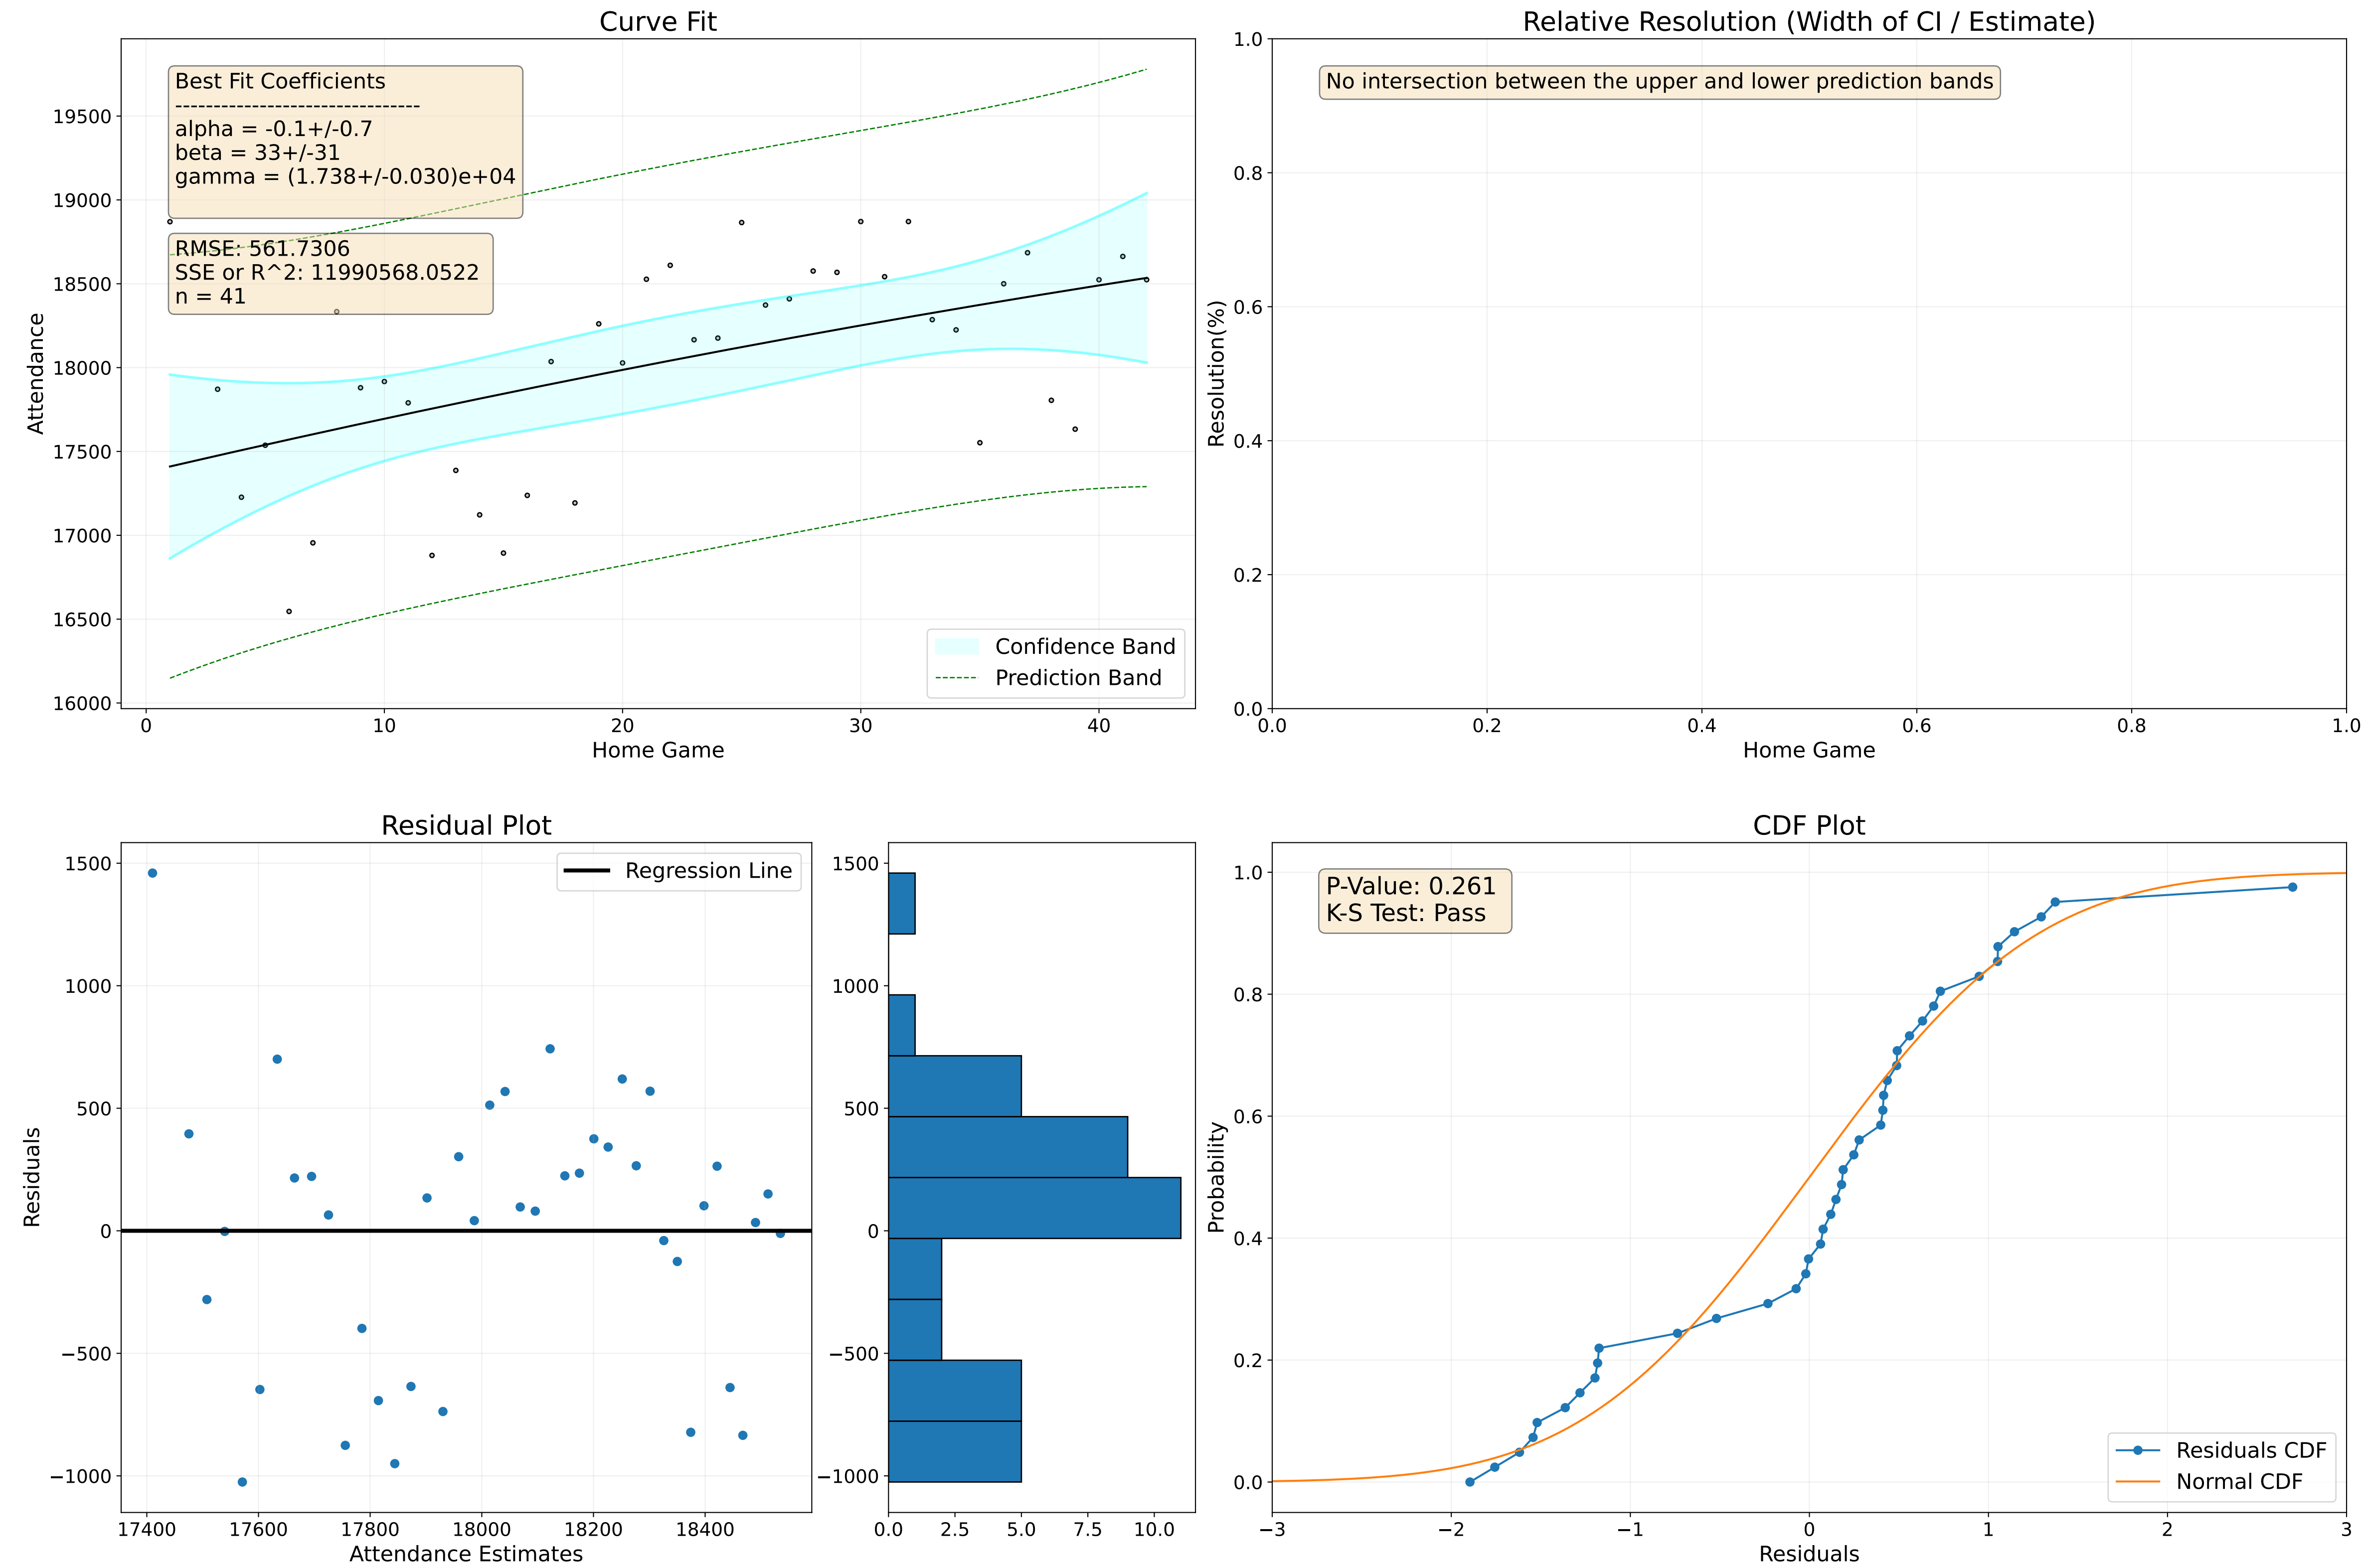 Curve Fit
Best Fit Coefficients
------------------------------
alpha = -0.1+/-0.7
beta = 33+/-31
gamma = (1.738+/-0.030)e+04
RMSE: 561.7306
SSE or R^2: 11990568.0522
n = 41
Attendance
19500
19000
18500
18000
17500
17000
16500
16000
Confidence Band
Prediction Band
0 10 20 30 40
Home Game
Relative Resolution (Width of CI / Estimate)
No intersection between the upper and lower prediction bands
Resolution(%)
1.0
0.8
0.6
0.4
0.2
0.0
0.0 0.2 0.4 0.6 0.8 1.0
Home Game
Residual Plot
Regression Line
Residuals
1500
1000
500
0
−500
−1000
17400 17600 17800 18000 18200 18400
Attendance Estimates
1500
1000
500
0
−500
−1000
0.0 2.5 5.0 7.5 10.0
CDF Plot
P-Value: 0.261
K-S Test: Pass
Probability
1.0
0.8
0.6
0.4
0.2
0.0
Residuals CDF
Normal CDF
−3 −2 −1 0 1 2 3
Residuals